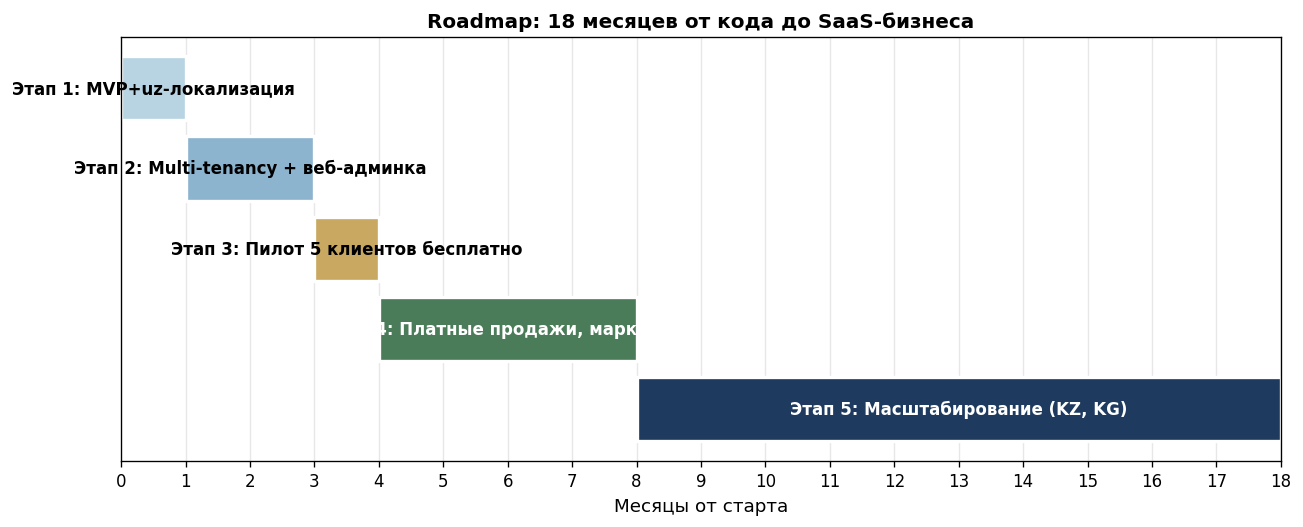 Roadmap: 18 месяцев от кода до SaaS-бизнеса
Этап 1: MVP+uz-локализация
Этап 2: Multi-tenancy + веб-админка
Этап 3: Пилот 5 клиентов бесплатно
4: Платные продажи, марк
Этап 5: Масштабирование (KZ, KG)
0 1 2 3 4 5 6 7 8 9 10 11 12 13 14 15 16 17 18
Месяцы от старта